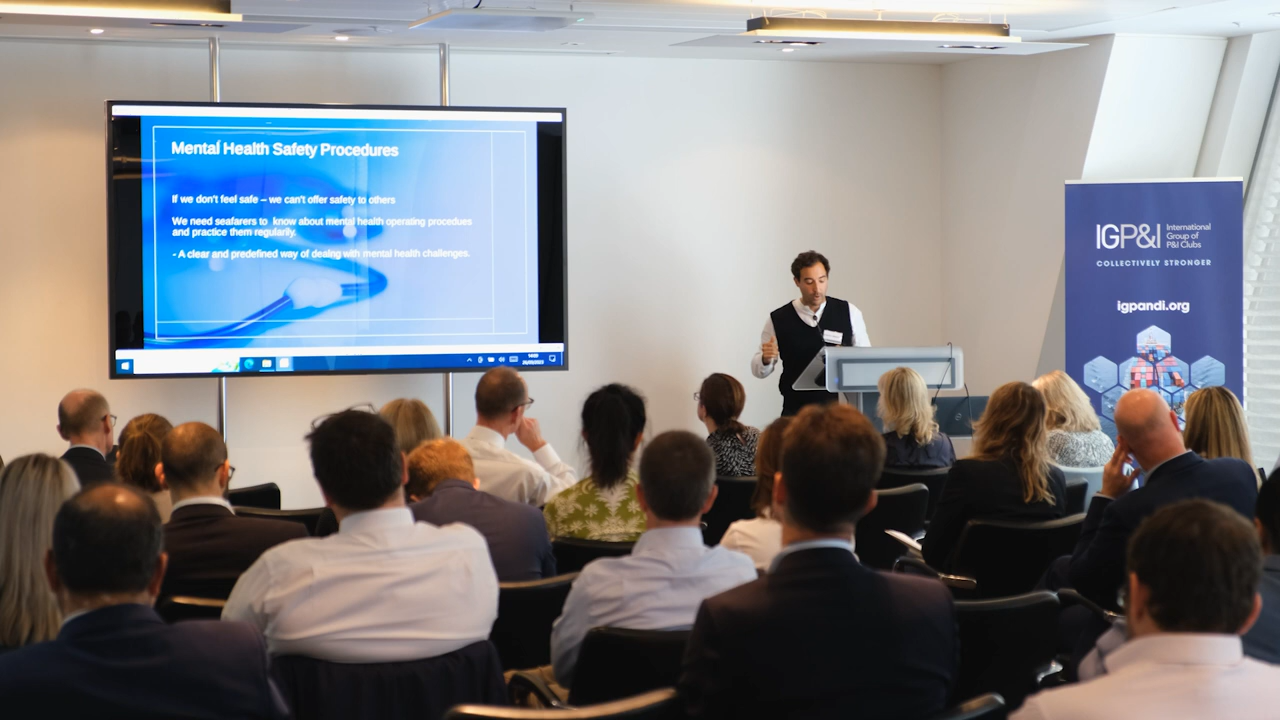 Mental Health Safety Procedures
If we don't feel safe – we can't offer safety to others
We need seafarers to know about mental health operating procedures
and practice them regularly.
- A clear and predefined way of dealing with mental health challenges.
IGP&I
International
Group of
P&I Clubs
COLLECTIVELY STRONGER
igpandi.org